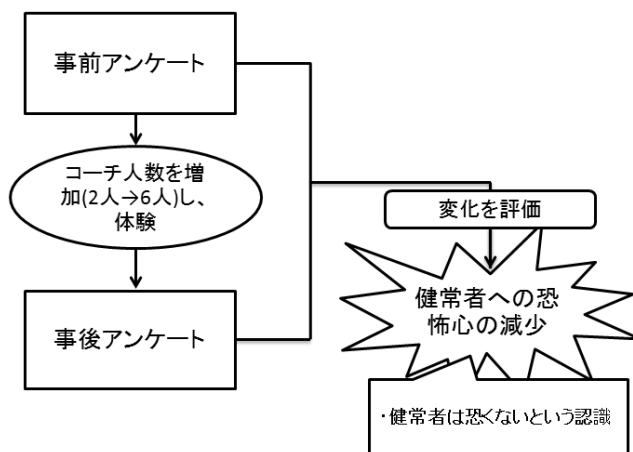 事前アンケート
コーチ人数を増
加(2人→6人)し、
体験
事後アンケート
変化を評価
健常者への恐
怖心の減少
・健常者は恐くないという認識